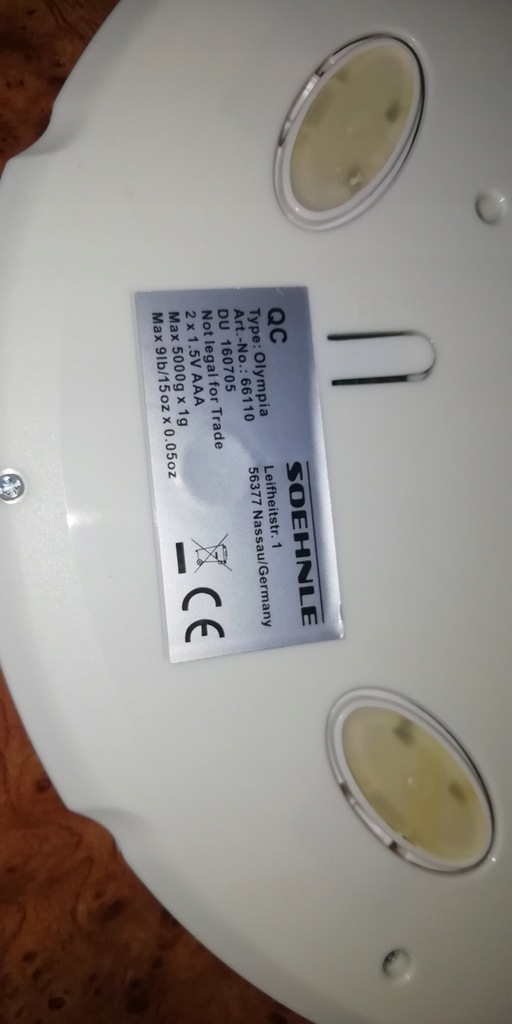 QC
Type: Olympia
Art.-No.: 66110
DU 160705
Not legal for Trade
2 x 1.5V AAA
Max 5000g x 1g
Max 9lb/15oz x 0.05oz
SOEHNLE
Leifheitstr. 1
56377 Nassau/Germany
CE